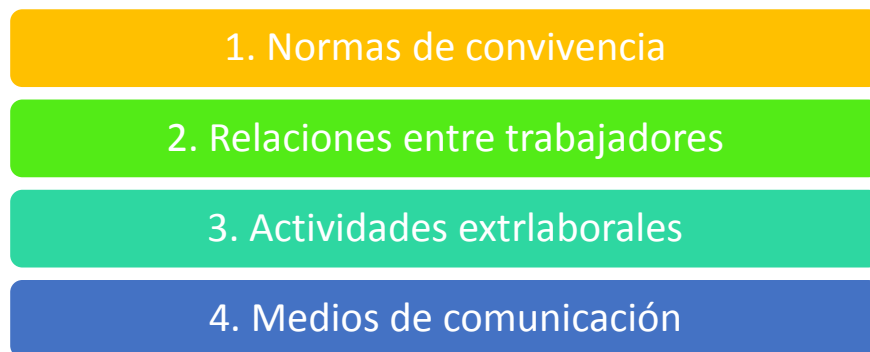 1. Normas de convivencia
2. Relaciones entre trabajadores
3. Actividades extrlaborales
4. Medios de comunicación